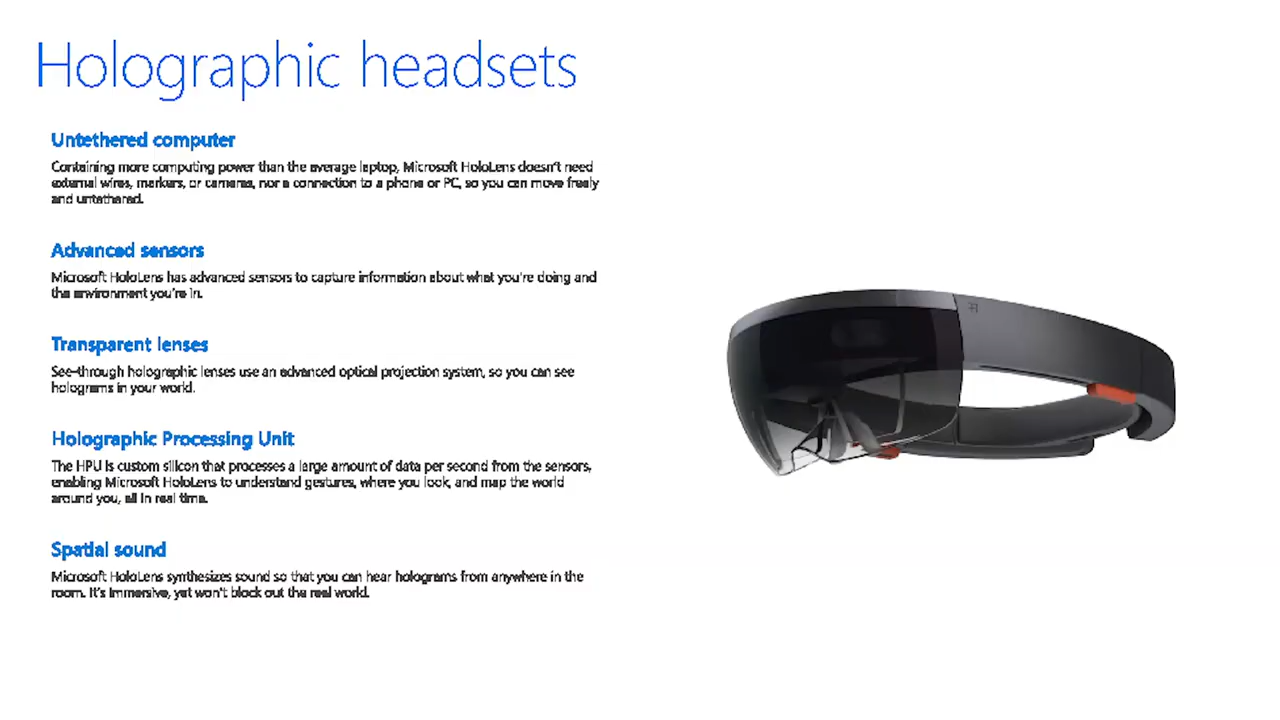 Holographic headsets
Untethered computer
Containing more computing power than the average laptop, Microsoft HoloLens doesn't need
external wires, markers, or cameras, nor a connection to a phone or PC, so you can move freely
and untethered.
Advanced sensors
Microsoft HoloLens has advanced sensors to capture information about what you're doing and
the environment you're in.
Transparent lenses
See-through holographic lenses use an advanced optical projection system, so you can see
holograms in your world.
Holographic Processing Unit
The HPU is custom silicon that processes a large amount of data per second from the sensors,
enabling Microsoft HoloLens to understand gestures, where you look, and map the world
around you, all in real time.
Spatial sound
Microsoft HoloLens synthesizes sound so that you can hear holograms from anywhere in the
room. It's immersive, yet won't block out the real world.